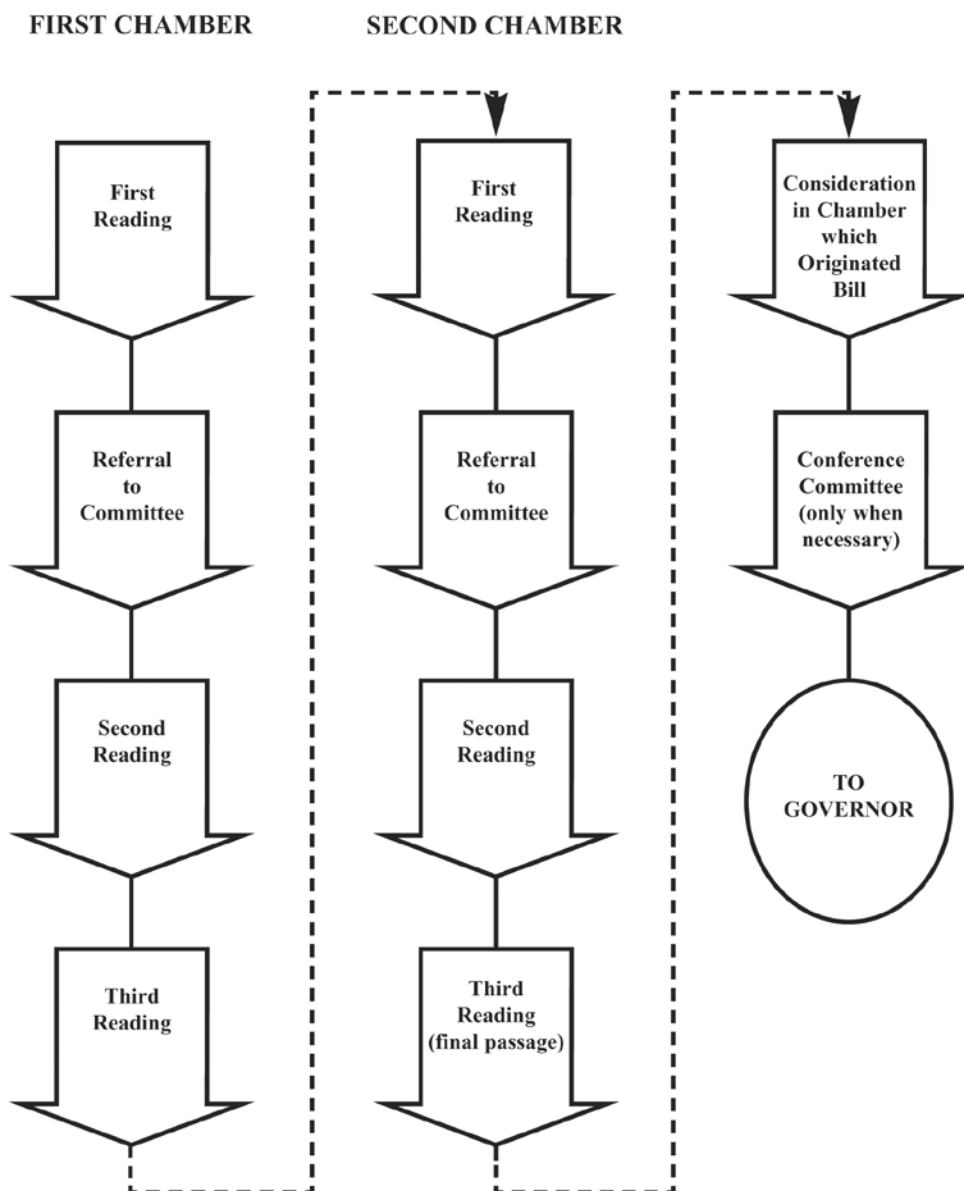 FIRST CHAMBER
First
Reading
Referral
to
Committee
Second
Reading
Third
Reading
SECOND CHAMBER
First
Reading
Referral
to
Committee
Second
Reading
Third
Reading
(final passage)
Consideration
in Chamber
which
Originated
Bill
Conference
Committee
(only when
necessary)
TO
GOVERNOR